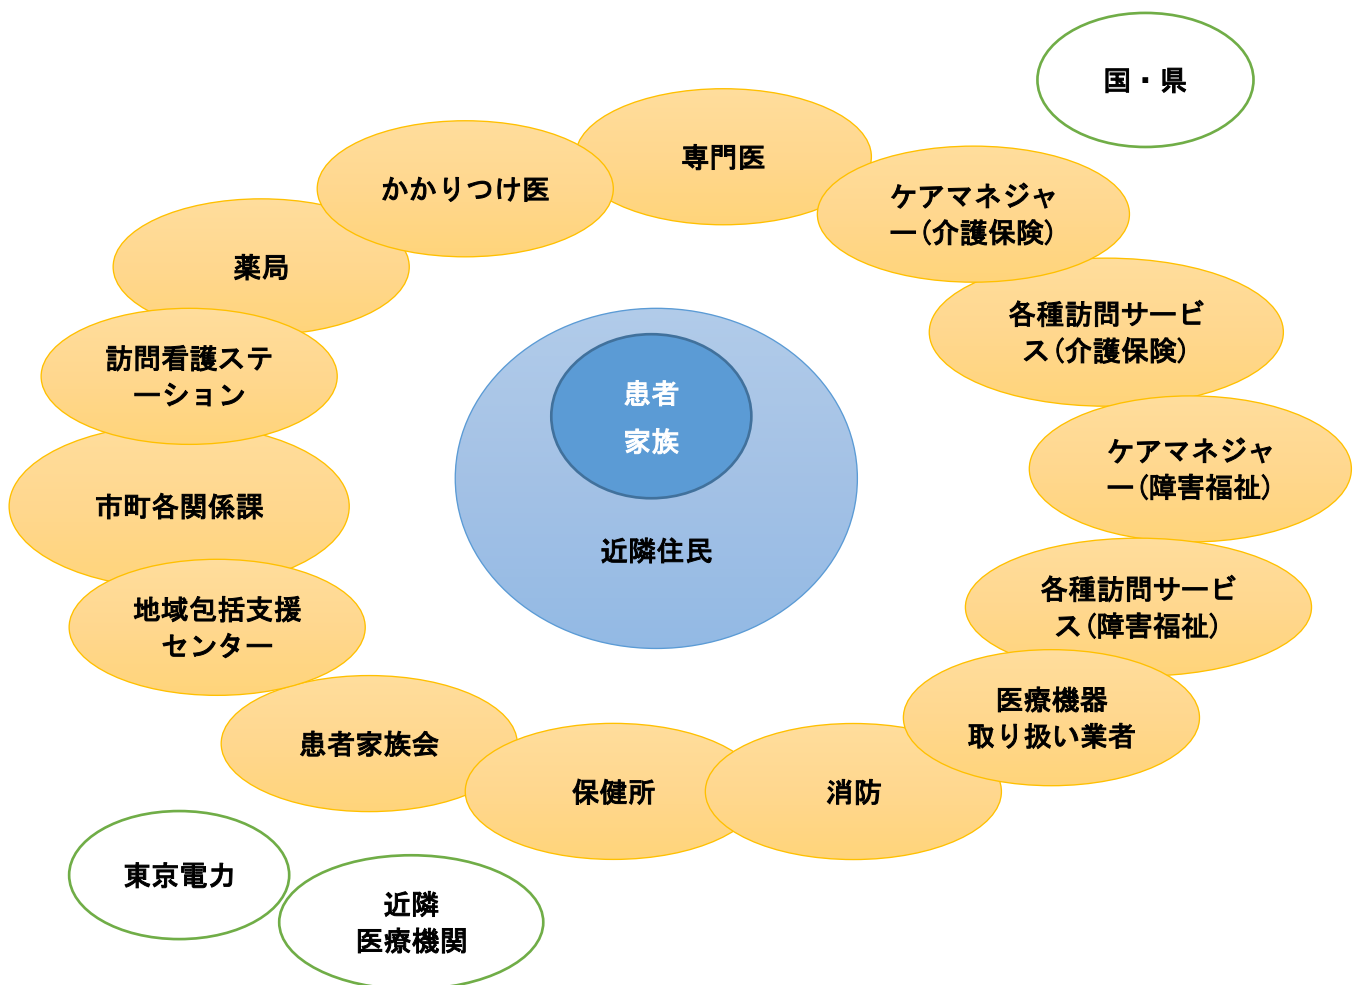 国・県
専門医
かかりつけ医
ケアマネジャ
ー(介護保険)
薬局
各種訪問サービ
ス(介護保険)
訪問看護ステ
ーション
患者
家族
ケアマネジャ
ー(障害福祉)
市町各関係課
近隣住民
各種訪問サービ
ス(障害福祉)
地域包括支援
センター
医療機器
取り扱い業者
患者家族会
保健所
消防
東京電力
近隣
医療機関